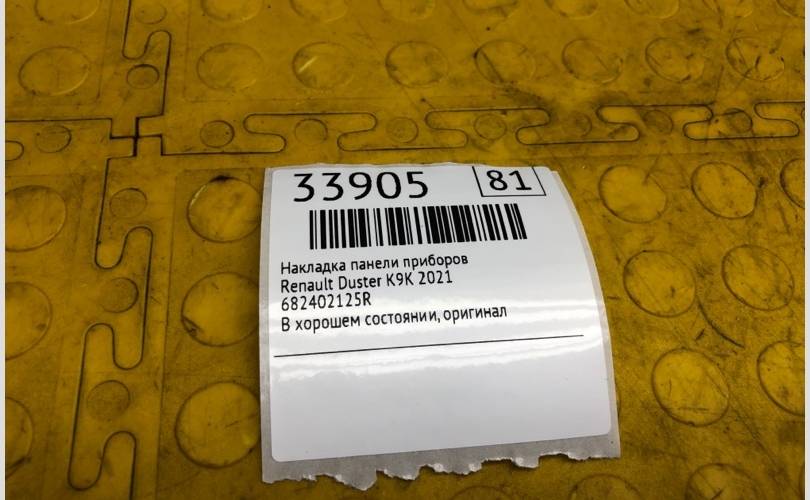 33905 81
Накладка панели приборов
Renault Duster K9K 2021
682402125R
В хорошем состоянии, оригинал